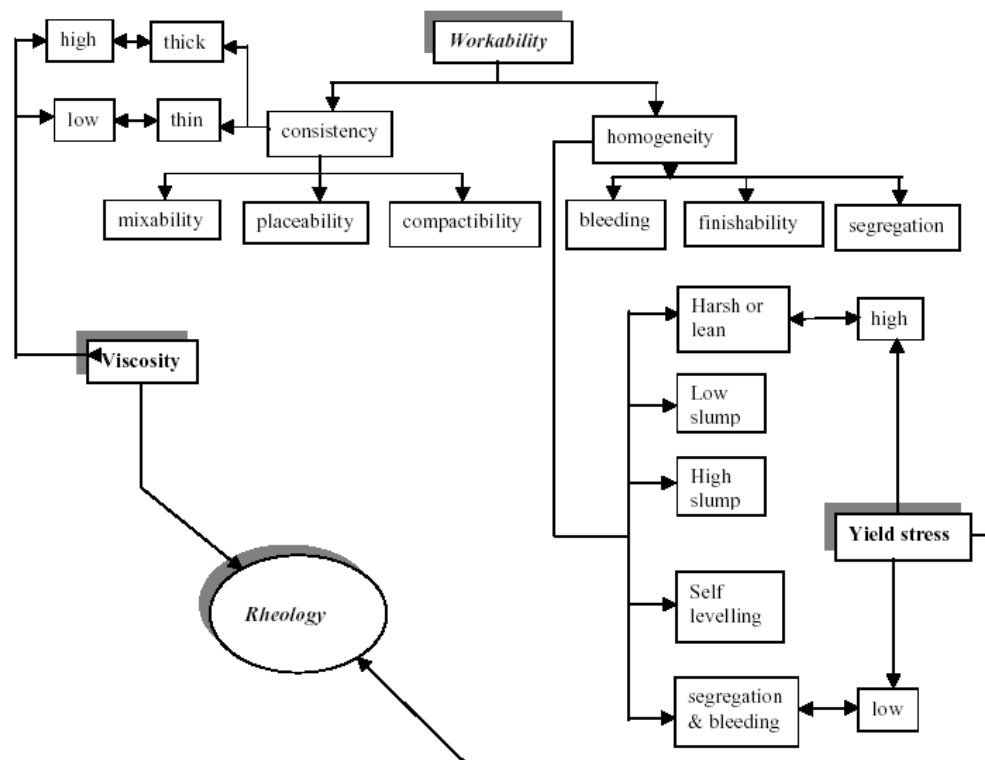 Workability
high
thick
low
thin
consistency
homogeneity
mixability
placeability
compactibility
bleeding
finishability
segregation
Harsh or
lean
high
Viscosity
Low
slump
High
slump
Yield stress
Self
levelling
Rheology
segregation
& bleeding
low